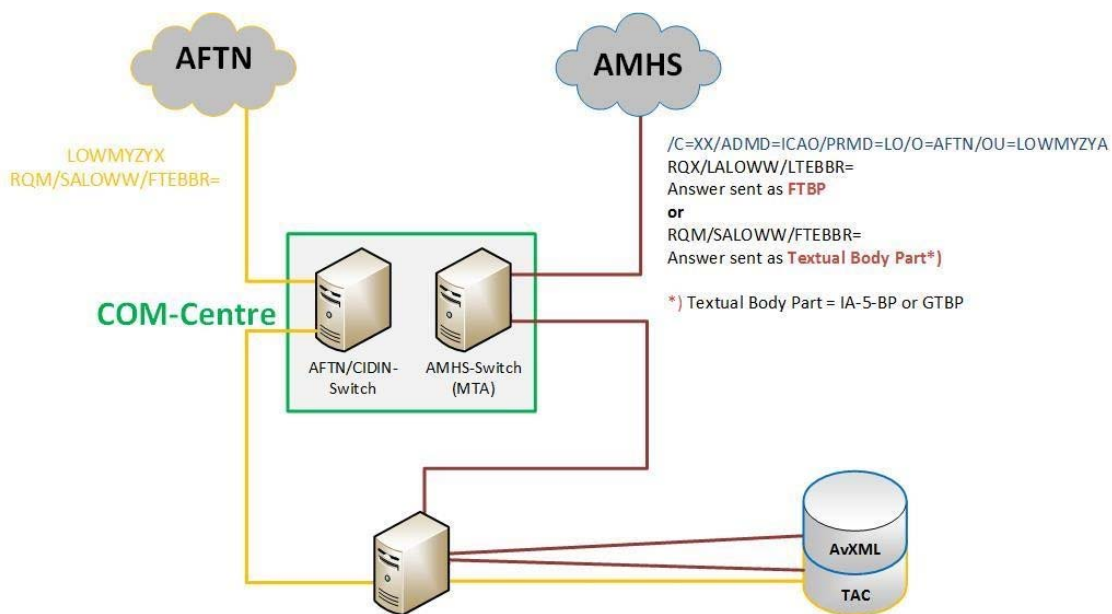 AFTN
AMHS
LOWMYZYX
RQM/SALOWW/FTEBBR=
/C=XX/ADMD=ICAO/PRMD=LO/O=AFTN/OU=LOWMYZYA
RQX/LALOWW/LTEBBR=
Answer sent as FTBP
or
RQM/SALOWW/FTEBBR=
Answer sent as Textual Body Part*)
*) Textual Body Part = IA-5-BP or GTBP
COM-Centre
AFTN/CIDIN-
Switch
AMHS-Switch
(MTA)
AvXML
TAC